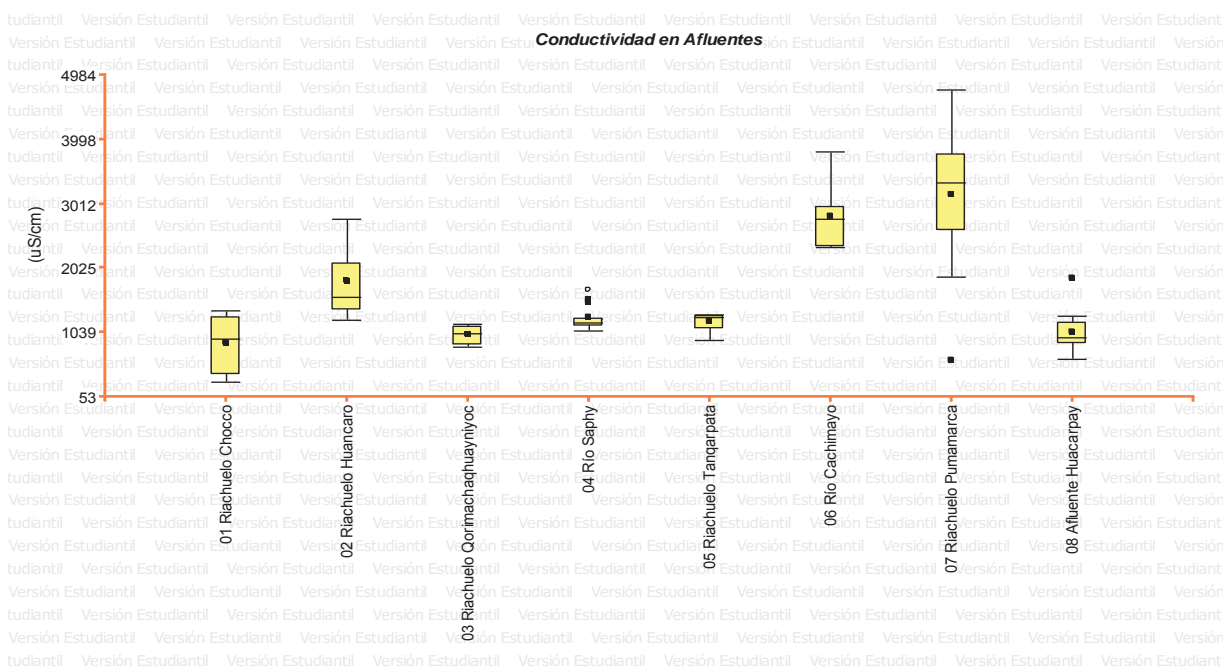 Conductividad en Afluentes
(uS/cm)
4984
3998
3012
2025
1039
53
01 Riachuelo Chocco
02 Riachuelo Huancaro
03 Riachuelo Qorimachaqhuayniyoc
04 Río Saphy
05 Riachuelo Tanqarpata
06 Río Cachimayo
07 Riachuelo Pumamarca
08 Afluente Huacarpay
Versión Estudiantil